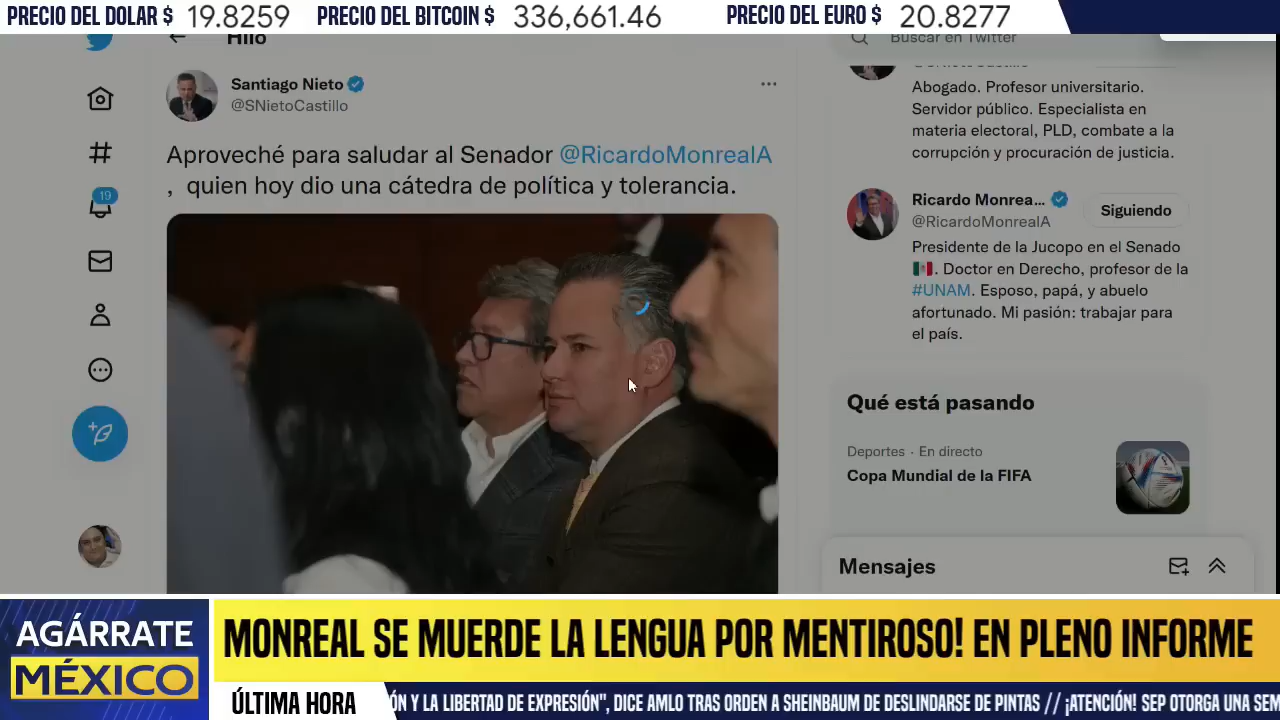 PRECIO DEL DOLAR $ 19.8259 PRECIO DEL BITCOIN $ 336,661.46 PRECIO DEL EURO $ 20.8277
Hilo
Buscar en Twitter
Santiago Nieto
@SNietoCastillo
Aproveché para saludar al Senador @RicardoMonrealA
, quien hoy dio una cátedra de política y tolerancia.
19
Abogado. Profesor universitario.
Servidor público. Especialista en
materia electoral, PLD, combate a la
corrupción y procuración de justicia.
Ricardo Monrea...
@RicardoMonrealA
Siguiendo
Presidente de la Jucopo en el Senado
🇲🇽. Doctor en Derecho, profesor de la
#UNAM. Esposo, papá, y abuelo
afortunado. Mi pasión: trabajar para
el país.
Qué está pasando
Deportes · En directo
Copa Mundial de la FIFA
Mensajes
AGÁRRATE
MÉXICO
MONREAL SE MUERDE LA LENGUA POR MENTIROSO! EN PLENO INFORME
ÚLTIMA HORA
ÓN Y LA LIBERTAD DE EXPRESIÓN", DICE AMLO TRAS ORDEN A SHEINBAUM DE DESLINDARSE DE PINTAS // ¡ATENCIÓN! SEP OTORGA UNA SEM